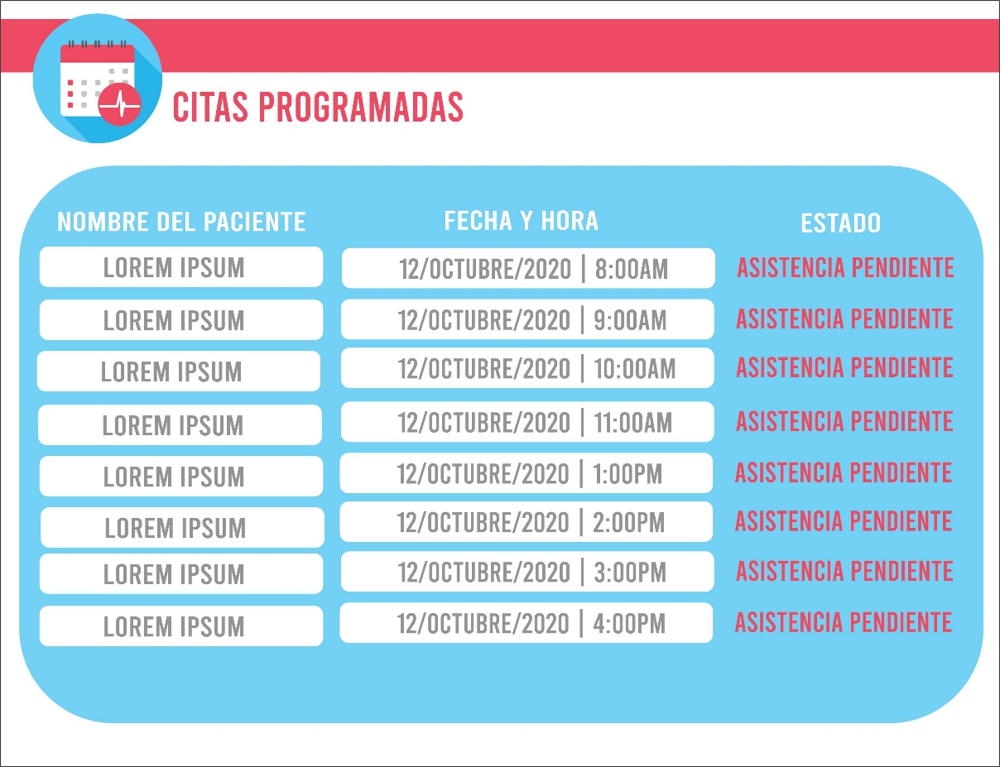 CITAS PROGRAMADAS
NOMBRE DEL PACIENTE FECHA Y HORA ESTADO
LOREM IPSUM 12/OCTUBRE/2020 | 8:00AM ASISTENCIA PENDIENTE
LOREM IPSUM 12/OCTUBRE/2020 | 9:00AM ASISTENCIA PENDIENTE
LOREM IPSUM 12/OCTUBRE/2020 | 10:00AM ASISTENCIA PENDIENTE
LOREM IPSUM 12/OCTUBRE/2020 | 11:00AM ASISTENCIA PENDIENTE
LOREM IPSUM 12/OCTUBRE/2020 | 1:00PM ASISTENCIA PENDIENTE
LOREM IPSUM 12/OCTUBRE/2020 | 2:00PM ASISTENCIA PENDIENTE
LOREM IPSUM 12/OCTUBRE/2020 | 3:00PM ASISTENCIA PENDIENTE
LOREM IPSUM 12/OCTUBRE/2020 | 4:00PM ASISTENCIA PENDIENTE